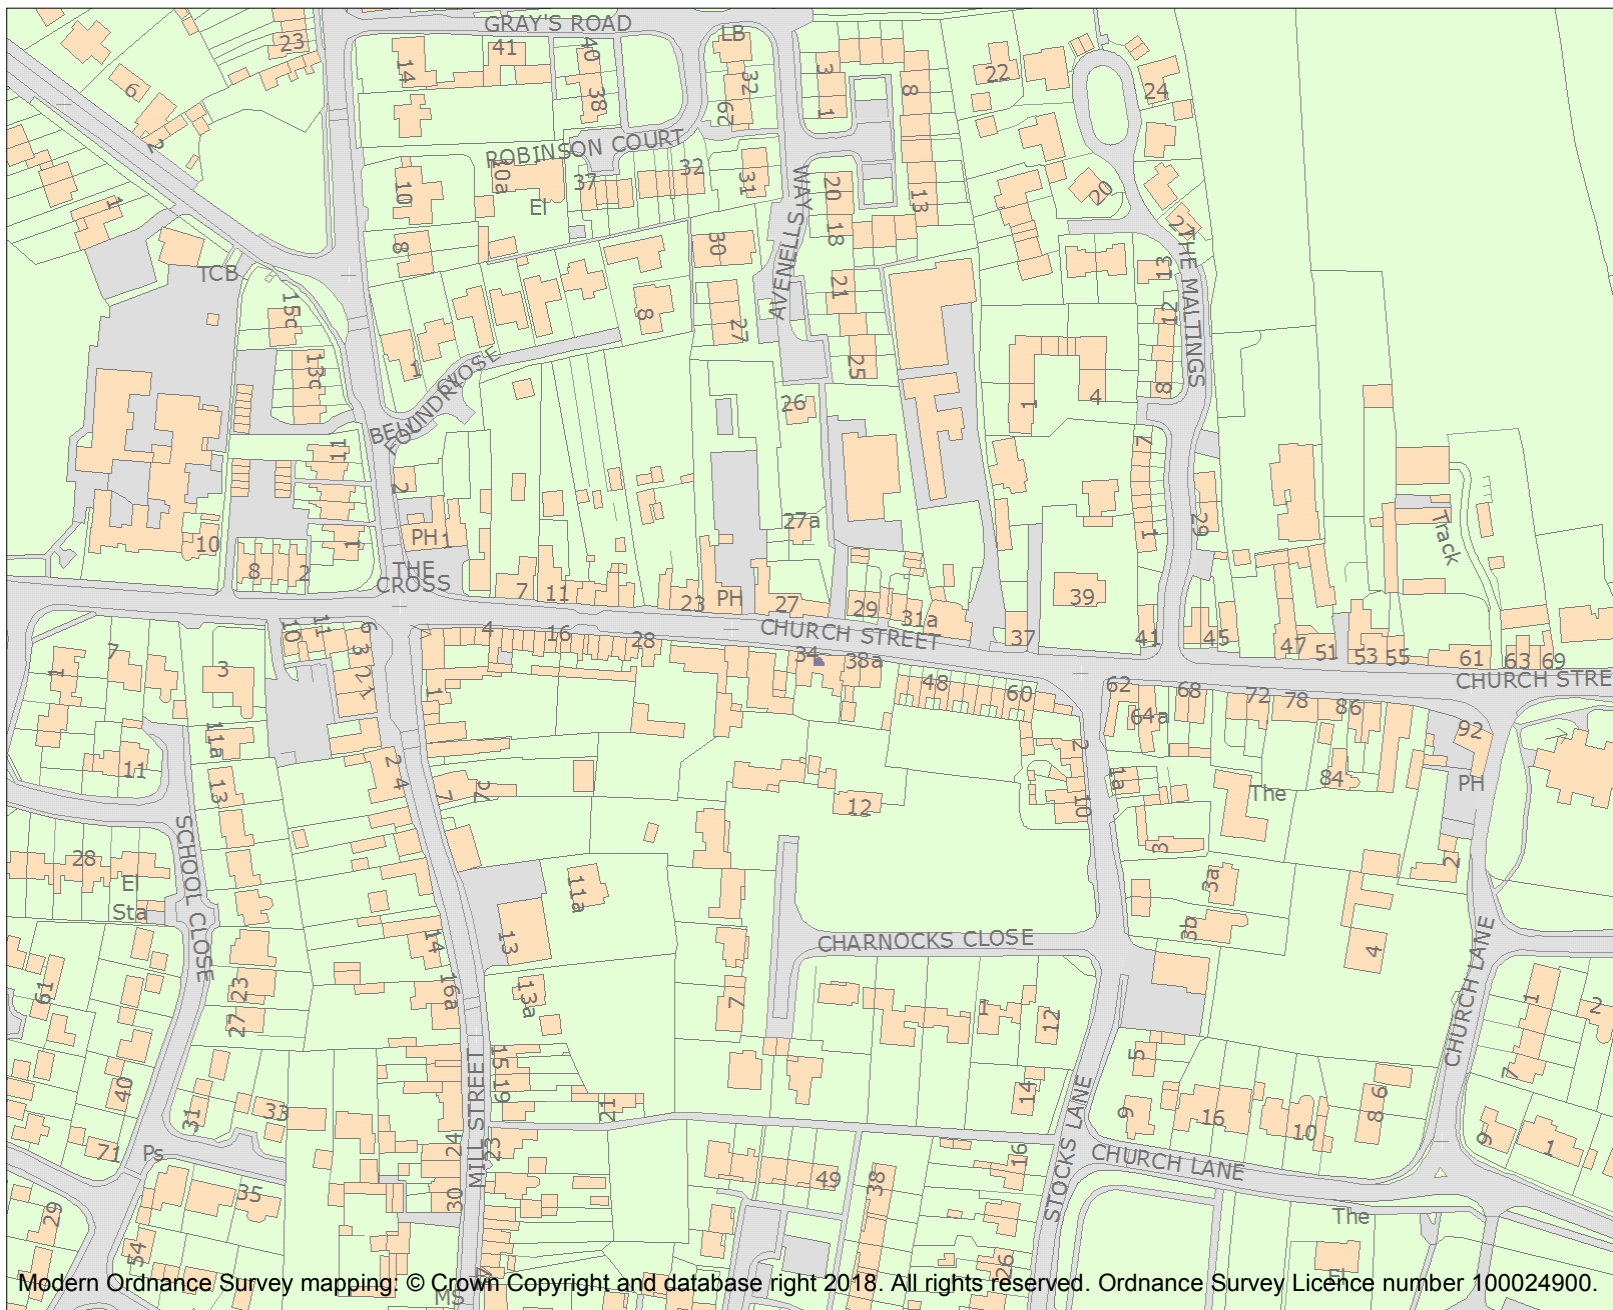 GRAY'S ROAD
LB
23
14
41
40
38
32
29
3
1
8
22
24
6
2
ROBINSON COURT
10a
37
32
31
El
10
8
1
AVENELLS WAY
20
18
13
20
27
THE MALTINGS
TCB
15c
30
21
13
12
13c
8
27
25
1
BELL CLOSE
FOUNDRY
26
1
4
8
11
2
7
27a
PH
1
10
1
29
Track
8
2
THE
CROSS
7
11
23
PH
27
29
31a
39
37
41
45
47
51
53
55
61
63
69
CHURCH STREET
CHURCH STRE
10
11
6
3
2
1
4
16
28
34
38a
48
60
62
64a
68
72
78
86
92
1
7
3
11a
11
13
1
2
4
7
7c
12
2
10
1a
The
84
PH
SCHOOL CLOSE
28
El
Sta
11a
13
14
3
3a
3b
4
2
CHARNOCKS CLOSE
CHURCH LANE
61
23
27
16a
13a
7
1
12
1
2
7
40
31
33
MILL STREET
15
19
21
5
14
9
16
10
6
8
9
1
STOCKS LANE
71
Ps
24
23
16
CHURCH LANE
29
35
30
49
38
The
54
26
El
MS
Modern Ordnance Survey mapping: © Crown Copyright and database right 2018. All rights reserved. Ordnance Survey Licence number 100024900.